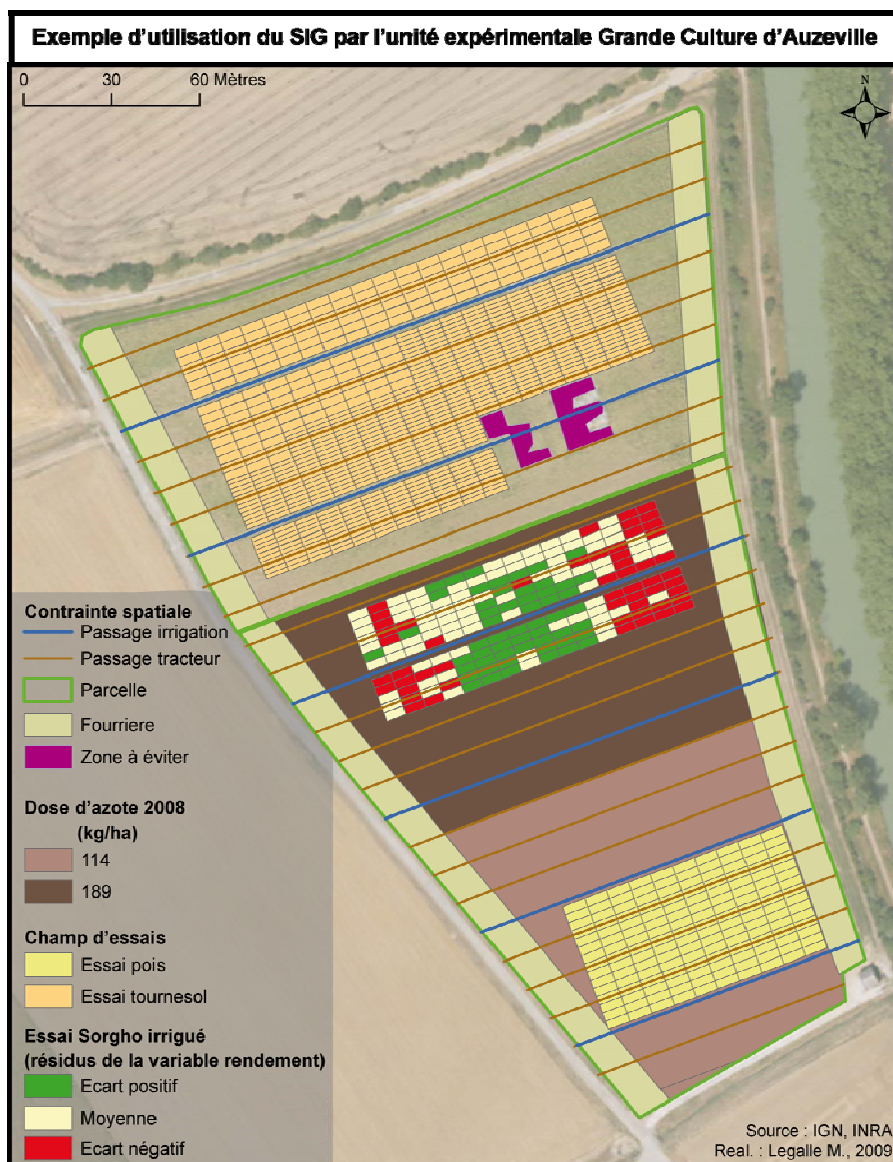 Exemple d'utilisation du SIG par l'unité expérimentale Grande Culture d'Auzeville
0 30 60 Mètres
N
Contrainte spatiale
Passage irrigation
Passage tracteur
Parcelle
Fourriere
Zone à éviter
Dose d'azote 2008
(kg/ha)
114
189
Champ d'essais
Essai pois
Essai tournesol
Essai Sorgho irrigué
(résidus de la variable rendement)
Ecart positif
Moyenne
Ecart négatif
Source : IGN, INRA
Real. : Legalle M., 2009